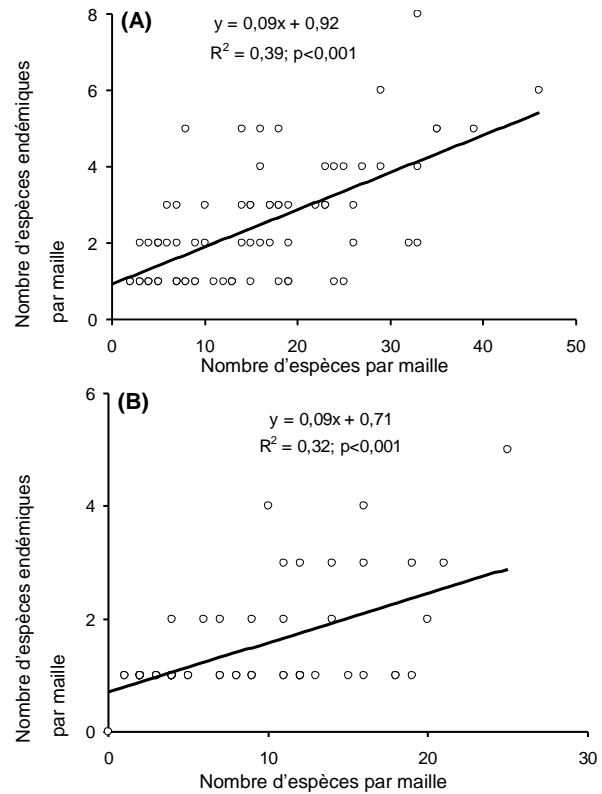 (A)
y = 0,09x + 0,92
R² = 0,39; p<0,001
Nombre d'espèces endémiques
par maille
8
6
4
2
0
0 10 20 30 40 50
Nombre d'espèces par maille
(B)
y = 0,09x + 0,71
R² = 0,32; p<0,001
Nombre d'espèces endémiques
par maille
6
4
2
0
0 10 20 30
Nombre d'espèces par maille